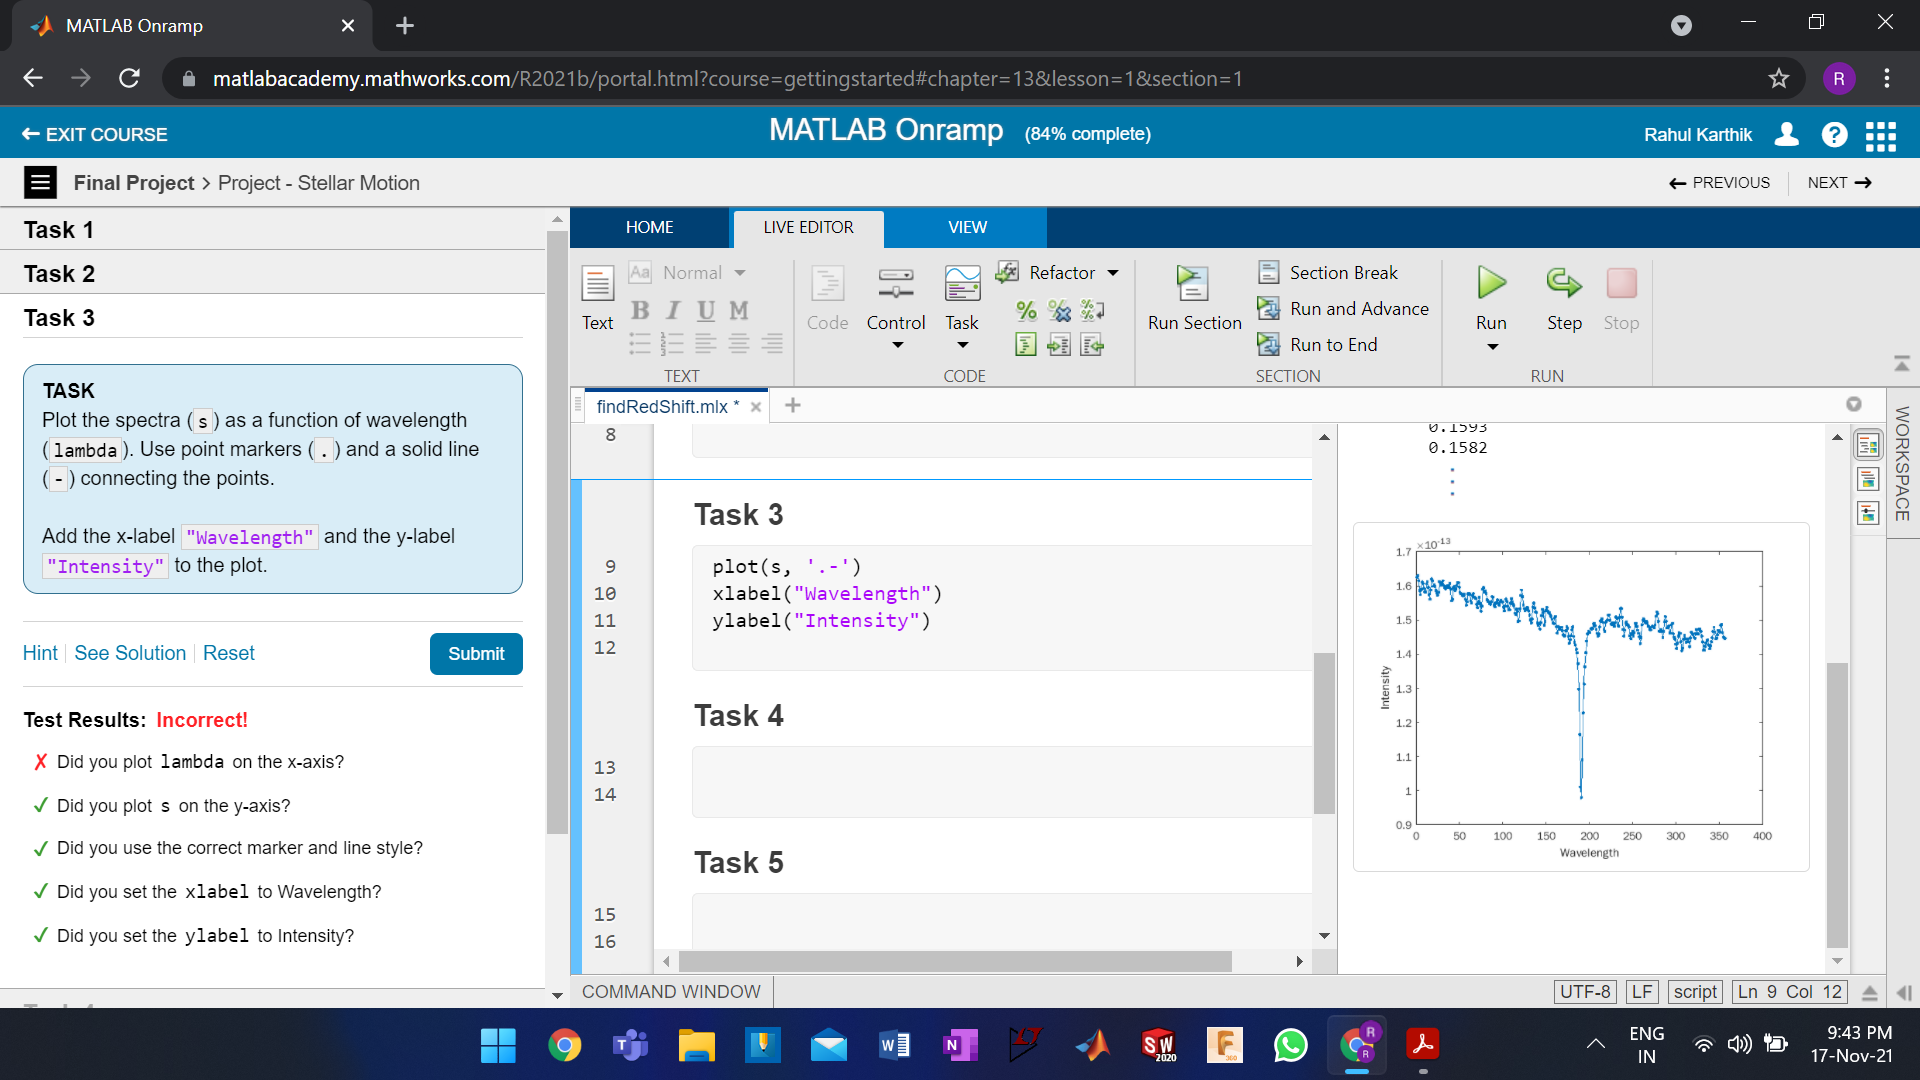 MATLAB Onramp
matlabacademy.mathworks.com/R2021b/portal.html?course=gettingstarted#chapter=13&lesson=1&section=1
R
EXIT COURSE
MATLAB Onramp (84% complete)
Rahul Karthik
?
Final Project > Project - Stellar Motion
PREVIOUS
NEXT
Task 1
Task 2
Task 3
TASK
Plot the spectra (s) as a function of wavelength
(lambda). Use point markers (.) and a solid line
(-) connecting the points.
Add the x-label "Wavelength" and the y-label
"Intensity" to the plot.
Hint See Solution Reset
Submit
Test Results: Incorrect!
✗ Did you plot lambda on the x-axis?
✓ Did you plot s on the y-axis?
✓ Did you use the correct marker and line style?
✓ Did you set the xlabel to Wavelength?
✓ Did you set the ylabel to Intensity?
HOME
LIVE EDITOR
VIEW
Text
Aa Normal
B I U M
TEXT
Code
Control
Task
Refactor
CODE
Run Section
Section Break
Run and Advance
Run to End
SECTION
Run
Step
Stop
RUN
findRedShift.mlx *
8
Task 3
9 plot(s, '.-')
10 xlabel("Wavelength")
11 ylabel("Intensity")
12
Task 4
13
14
Task 5
15
16
0.1593
0.1582
×10-13
1.7
1.6
1.5
1.4
1.3
1.2
1.1
1
0.9
Intensity
0 50 100 150 200 250 300 350 400
Wavelength
WORKSPACE
COMMAND WINDOW
UTF-8 LF script Ln 9 Col 12
ENG
IN
9:43 PM
17-Nov-21